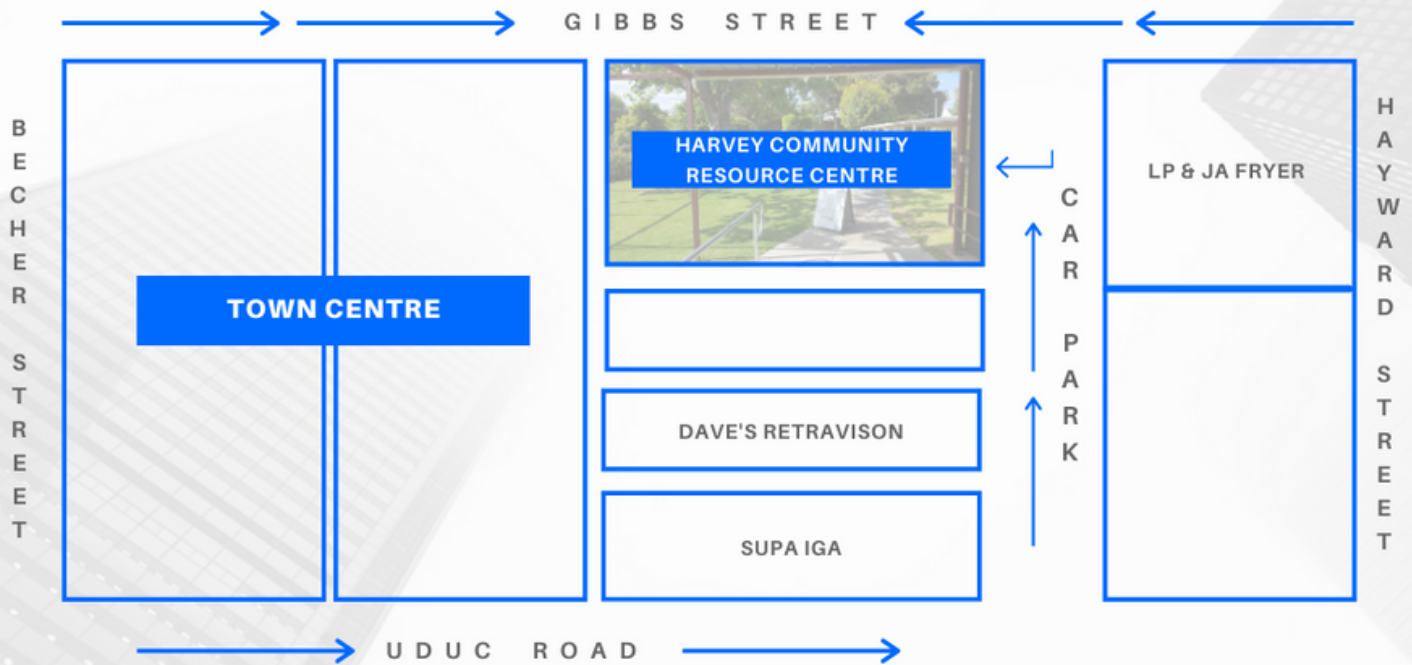 GIBBS STREET
BECHER STREET
HARVEY COMMUNITY
RESOURCE CENTRE
TOWN CENTRE
CAR PARK
LP & JA FRYER
HAYWARD STREET
DAVE'S RETRAVISON
SUPA IGA
UDUC ROAD